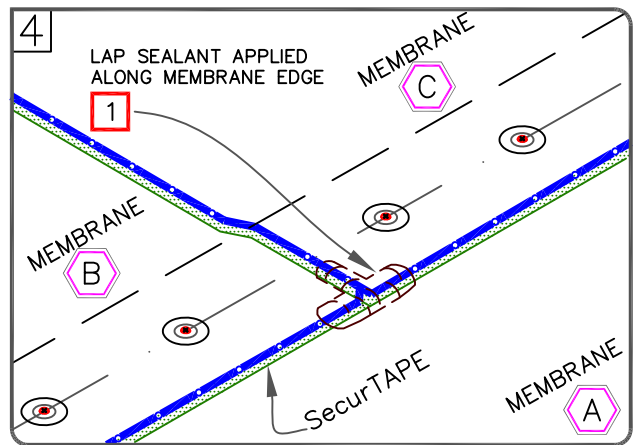 4
LAP SEALANT APPLIED
ALONG MEMBRANE EDGE
1
MEMBRANE
C
MEMBRANE
B
SecurTAPE
MEMBRANE
A